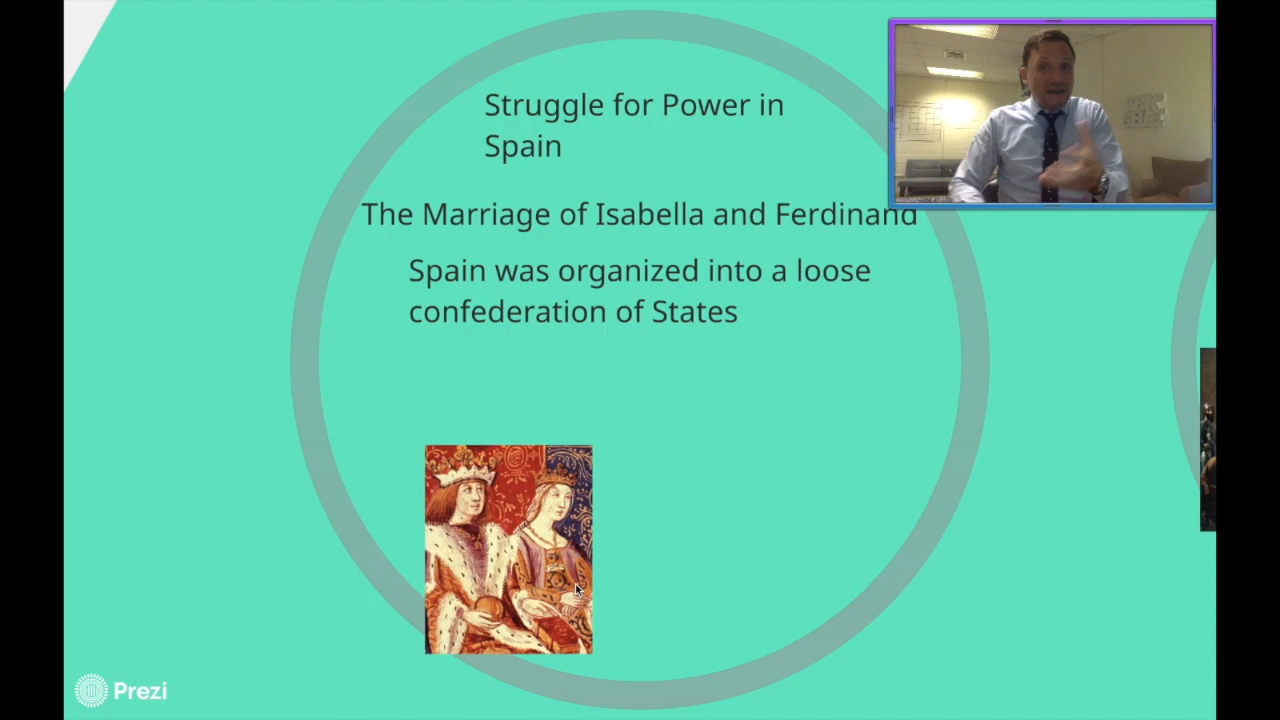 Struggle for Power in
Spain
The Marriage of Isabella and Ferdinand
Spain was organized into a loose
confederation of States
Prezi